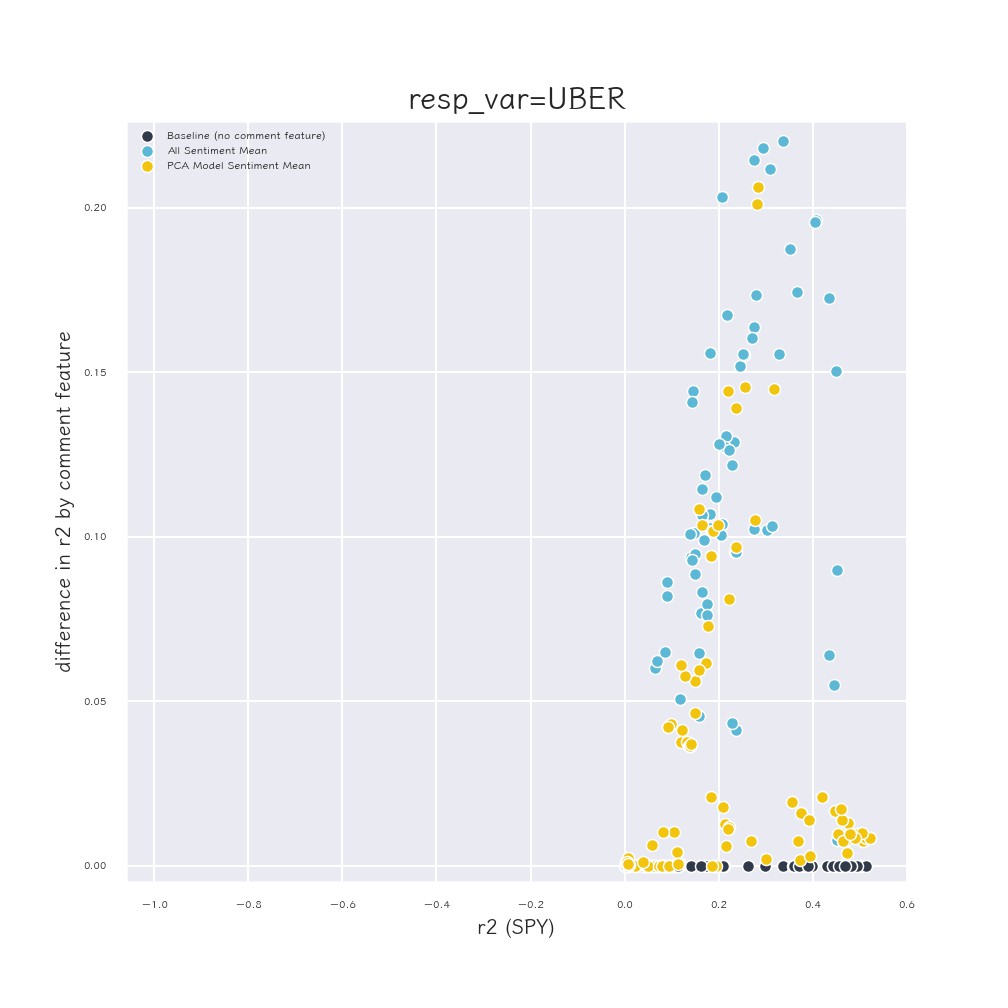 resp_var=UBER
Baseline (no comment feature)
All Sentiment Mean
PCA Model Sentiment Mean
0.20
0.15
0.10
0.05
0.00
difference in r2 by comment feature
−1.0 −0.8 −0.6 −0.4 −0.2 0.0 0.2 0.4 0.6
r2 (SPY)